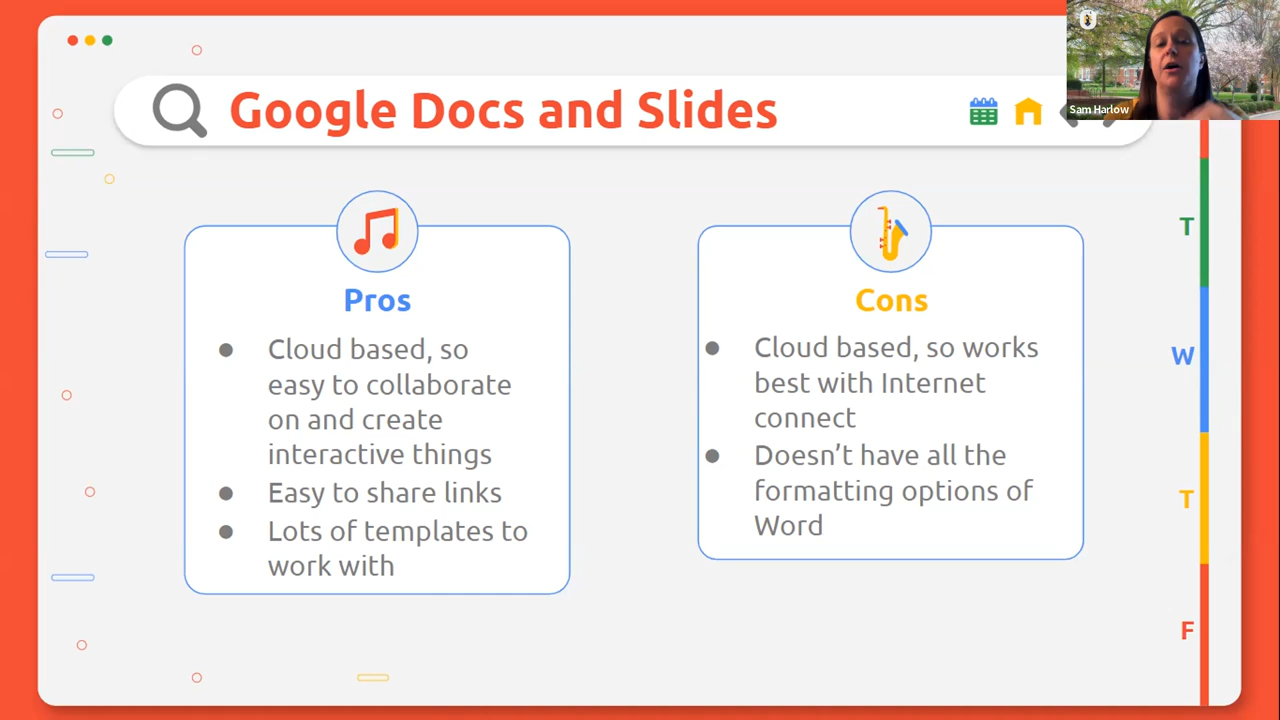 Google Docs and Slides
Sam Harlow
Pros
Cloud based, so
easy to collaborate
on and create
interactive things
Easy to share links
Lots of templates to
work with
Cons
Cloud based, so works
best with Internet
connect
Doesn't have all the
formatting options of
Word
T
W
T
F